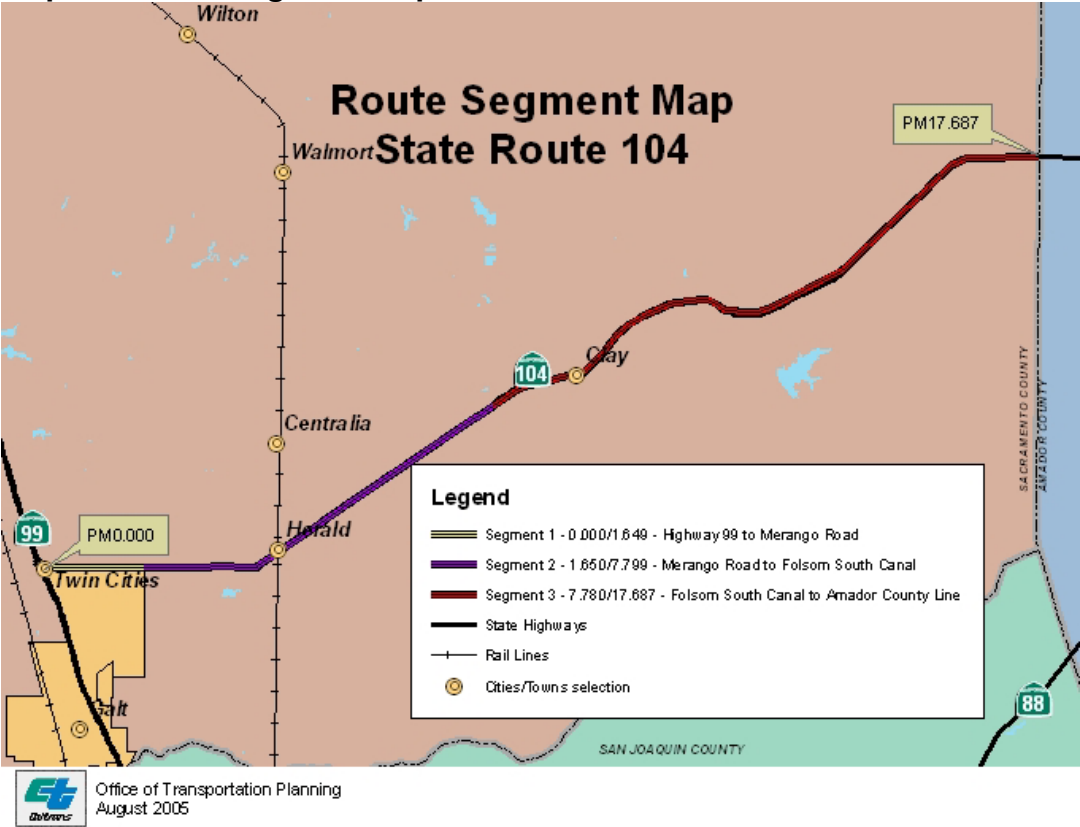 Wilton
Route Segment Map
State Route 104
PM17.687
Walmort
Clay
104
Centralia
SACRAMENTO COUNTY
AMADOR COUNTY
Legend
Segment 1 - 0.000/1.649 - Highway 99 to Merango Road
Segment 2 - 1.650/7.799 - Merango Road to Folsom South Canal
Segment 3 - 7.780/17.687 - Folsom South Canal to Amador County Line
State Highways
Rail Lines
Cities/Towns selection
99
PM0.000
Herald
Twin Cities
Galt
88
SAN JOAQUIN COUNTY
Caltrans
Office of Transportation Planning
August 2005